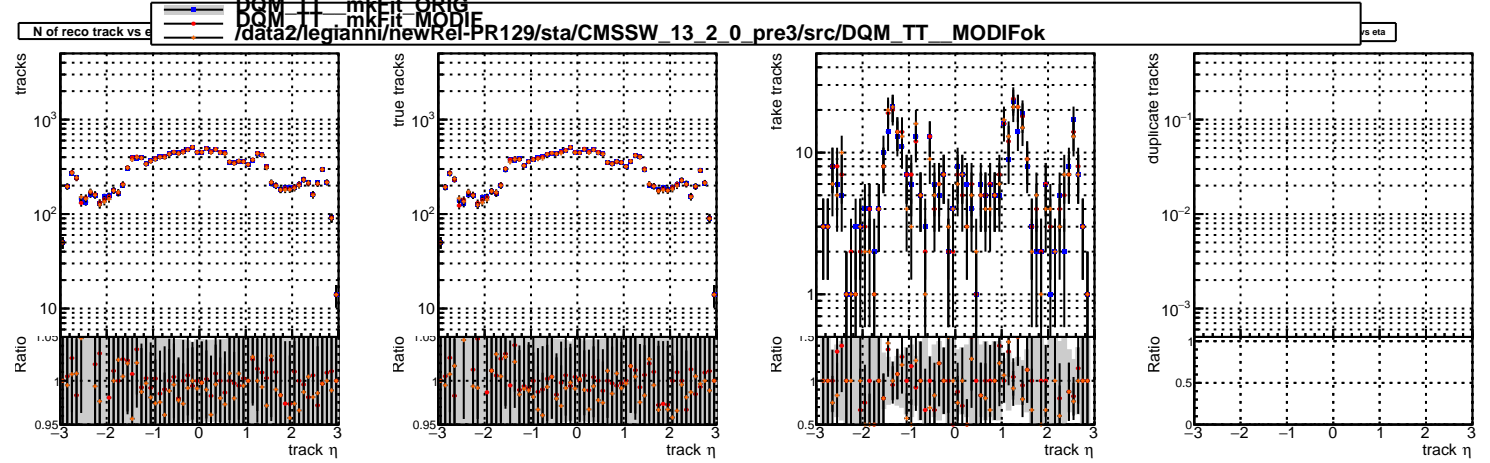 DQM_TT__mkFit_ORIG
DQM_TT__mkFit_MODIF
/data2/legianni/newRel-PR129/sta/CMSSW_13_2_0_pre3/src/DQM_TT__MODIFok
N of reco track vs e
vs eta
tracks
10³
10²
10
Ratio
1.05
1
0.95
−3 −2 −1 0 1 2 3
track η
true tracks
10³
10²
10
Ratio
1.05
1
0.95
−3 −2 −1 0 1 2 3
track η
fake tracks
10
1
Ratio
1.5
1
0.5
−3 −2 −1 0 1 2 3
track η
duplicate tracks
10⁻¹
10⁻²
10⁻³
Ratio
1
0.5
0
−3 −2 −1 0 1 2 3
track η